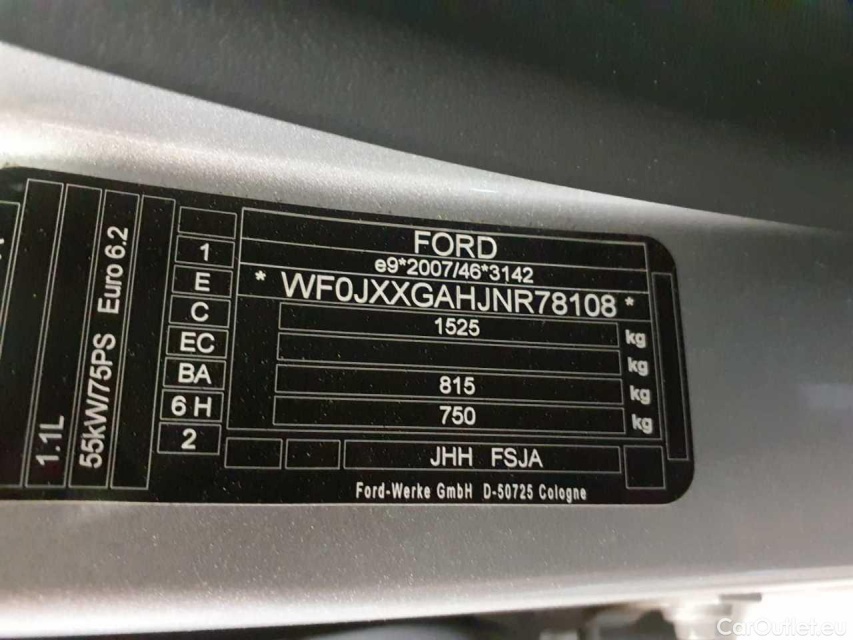 1.1L
55kW/75PS Euro 6.2
1
E
C
EC
BA
6 H
2
FORD
e9*2007/46*3142
* WF0JXXGAHJNR78108 *
1525 kg
kg
815 kg
750 kg
JHH FSJA
Ford-Werke GmbH D-50725 Cologne
CarOutlet.eu